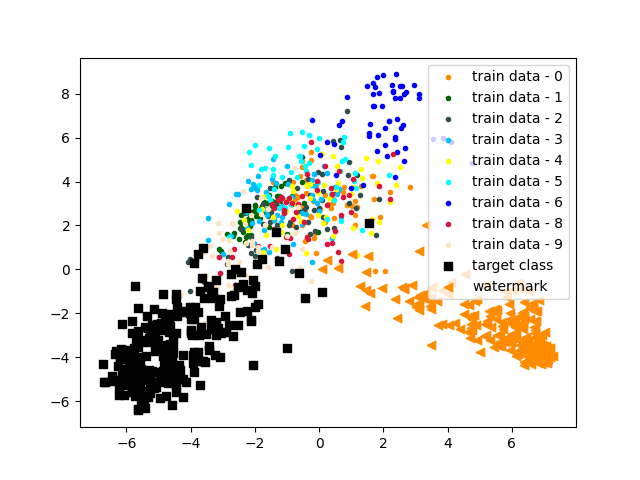 train data - 0
train data - 1
train data - 2
train data - 3
train data - 4
train data - 5
train data - 6
train data - 8
train data - 9
target class
watermark
8
6
4
2
0
−2
−4
−6
−6 −4 −2 0 2 4 6